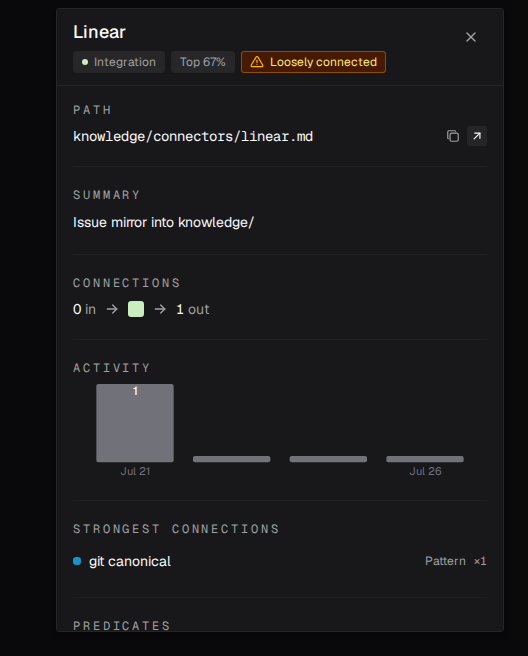 Linear
Integration
Top 67%
Loosely connected
PATH
knowledge/connectors/linear.md
SUMMARY
Issue mirror into knowledge/
CONNECTIONS
0 in → → 1 out
ACTIVITY
1
Jul 21
Jul 26
STRONGEST CONNECTIONS
git canonical
Pattern ×1
PREDICATES